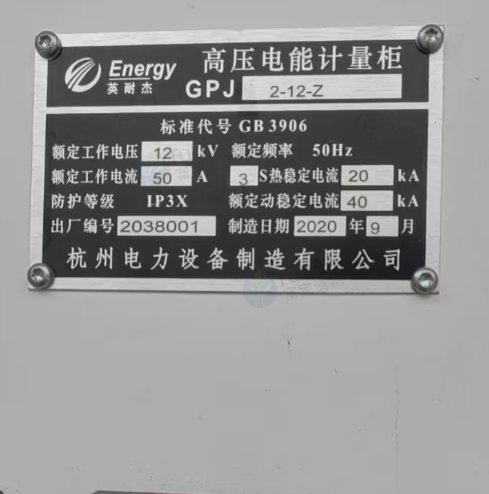 Energy
英耐杰
高压电能计量柜
GPJ 2-12-Z
标准代号 GB 3906
额定工作电压 12 kV 额定频率 50Hz
额定工作电流 50 A 3 S热稳定电流 20 kA
防护等级 IP3X 额定动稳定电流 40 kA
出厂编号 2038001 制造日期 2020 年 9 月
杭州电力设备制造有限公司